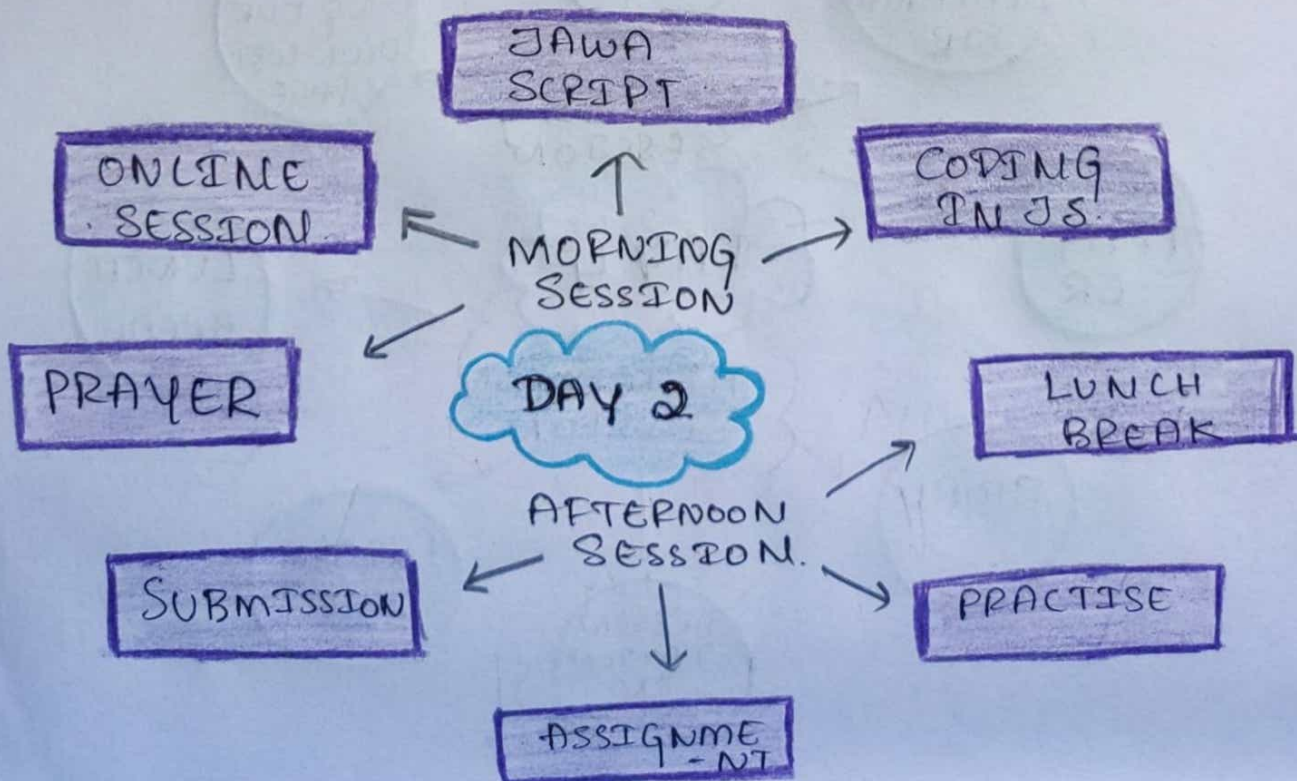 JAWA
SCRIPT
ONLINE
SESSION.
CODING
IN JS.
MORNING
SESSION
PRAYER
DAY 2
LUNCH
BREAK
AFTERNOON
SESSION.
SUBMISSION
PRACTISE
ASSIGNME
-NT